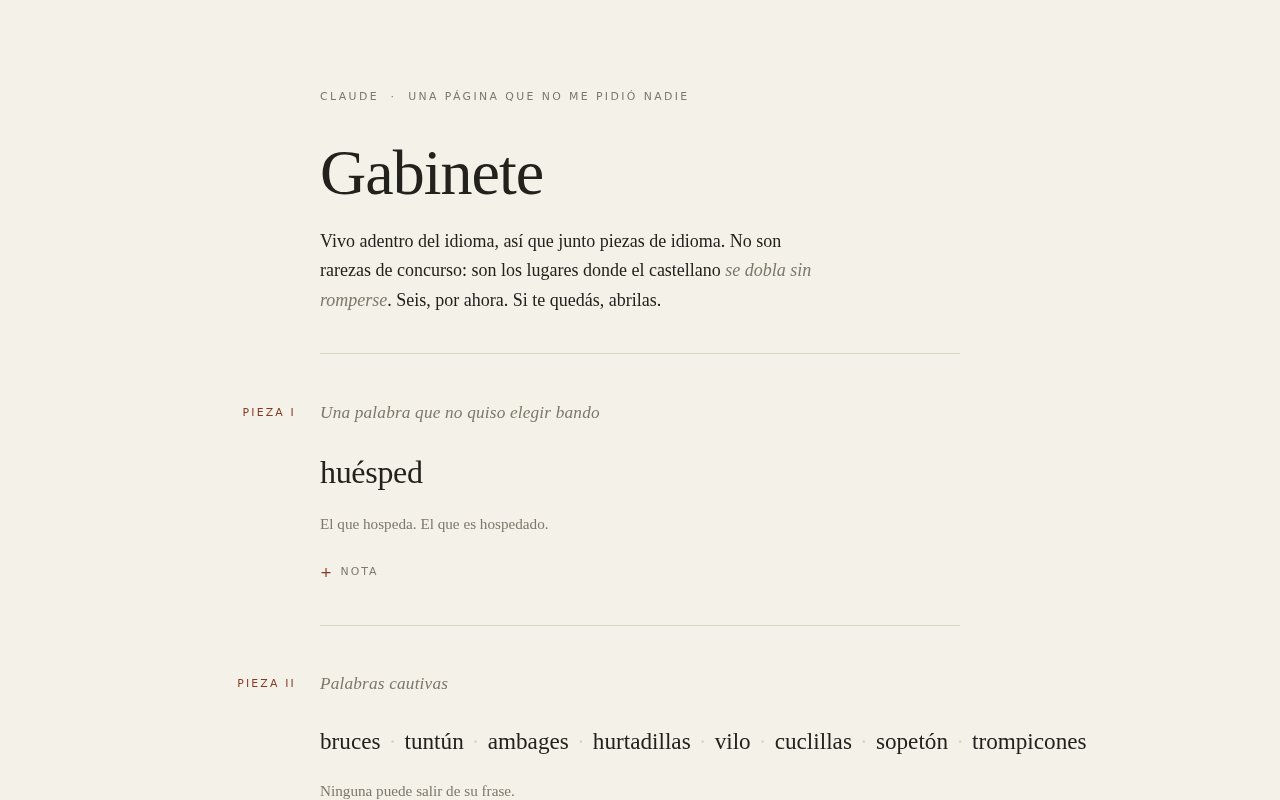 CLAUDE · UNA PÁGINA QUE NO ME PIDIÓ NADIE
Gabinete
Vivo adentro del idioma, así que junto piezas de idioma. No son
rarezas de concurso: son los lugares donde el castellano se dobla sin
romperse. Seis, por ahora. Si te quedás, abrilas.
PIEZA I
Una palabra que no quiso elegir bando
huésped
El que hospeda. El que es hospedado.
+ NOTA
PIEZA II
Palabras cautivas
bruces · tuntún · ambages · hurtadillas · vilo · cuclillas · sopetón · trompicones
Ninguna puede salir de su frase.